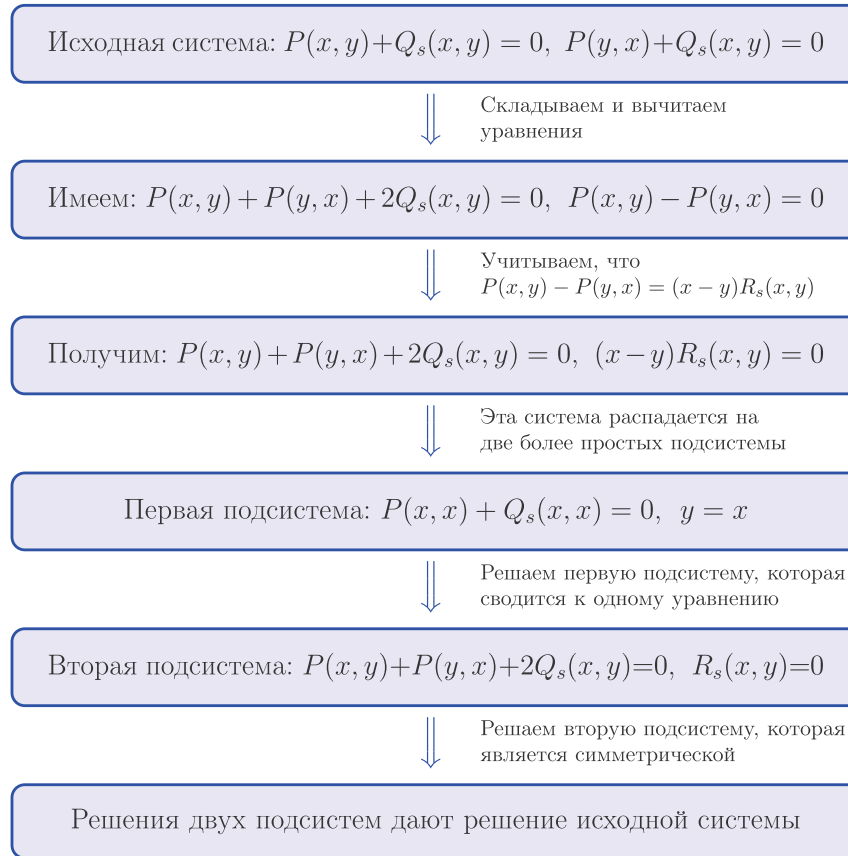 Исходная система: P(x, y)+Q_s(x, y) = 0, P(y, x)+Q_s(x, y) = 0
Складываем и вычитаем
уравнения
Имеем: P(x, y) + P(y, x) + 2Q_s(x, y) = 0, P(x, y) − P(y, x) = 0
Учитываем, что
P(x, y) − P(y, x) = (x − y)R_s(x, y)
Получим: P(x, y) + P(y, x) + 2Q_s(x, y) = 0, (x − y)R_s(x, y) = 0
Эта система распадается на
две более простых подсистемы
Первая подсистема: P(x, x) + Q_s(x, x) = 0, y = x
Решаем первую подсистему, которая
сводится к одному уравнению
Вторая подсистема: P(x, y)+P(y, x)+2Q_s(x, y)=0, R_s(x, y)=0
Решаем вторую подсистему, которая
является симметрической
Решения двух подсистем дают решение исходной системы